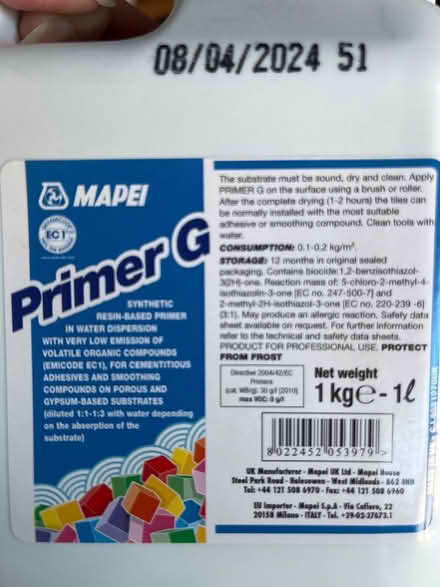 08/04/2024 51
MAPEI
EC1
Primer G
SYNTHETIC
RESIN-BASED PRIMER
IN WATER DISPERSION
WITH VERY LOW EMISSION OF
VOLATILE ORGANIC COMPOUNDS
(EMICODE EC1), FOR CEMENTITIOUS
ADHESIVES AND SMOOTHING
COMPOUNDS ON POROUS AND
GYPSUM-BASED SUBSTRATES
(diluted 1:1-1:3 with water depending
on the absorption of the
substrate)
The substrate must be sound, dry and clean. Apply
PRIMER G on the surface using a brush or roller.
After the complete drying (1-2 hours) the tiles can
be normally installed with the most suitable
adhesive or smoothing compound. Clean tools with
water.
CONSUMPTION: 0.1-0.2 kg/m².
STORAGE: 12 months in original sealed
packaging. Contains biocide:1,2-benzisothiazol-
3(2H)-one. Reaction mass of: 5-chloro-2-methyl-4-
isothiazolin-3-one [EC no. 247-500-7] and
2-methyl-2H-isothiazol-3-one [EC no. 220-239-6]
(3:1). May produce an allergic reaction. Safety data
sheet available on request. For further information
refer to the technical and safety data sheets.
PRODUCT FOR PROFESSIONAL USE. PROTECT
FROM FROST
Directive 2004/42/EC
Primers
(cat. WB/g): 30 g/l (2010)
max VOC: 0 g/l
Net weight
1 kg e - 1 l
8 022452 053979 >
UK Manufacturer - Mapei UK Ltd - Mapei House
Steel Park Road - Halesowen - West Midlands - B62 8HD
Tel: +44 121 508 6970 - Fax: +44 121 508 6960
EU Importer - Mapei S.p.A - Via Cafiero, 22
20158 Milano - ITALY - Tel. +39-02-37673.1